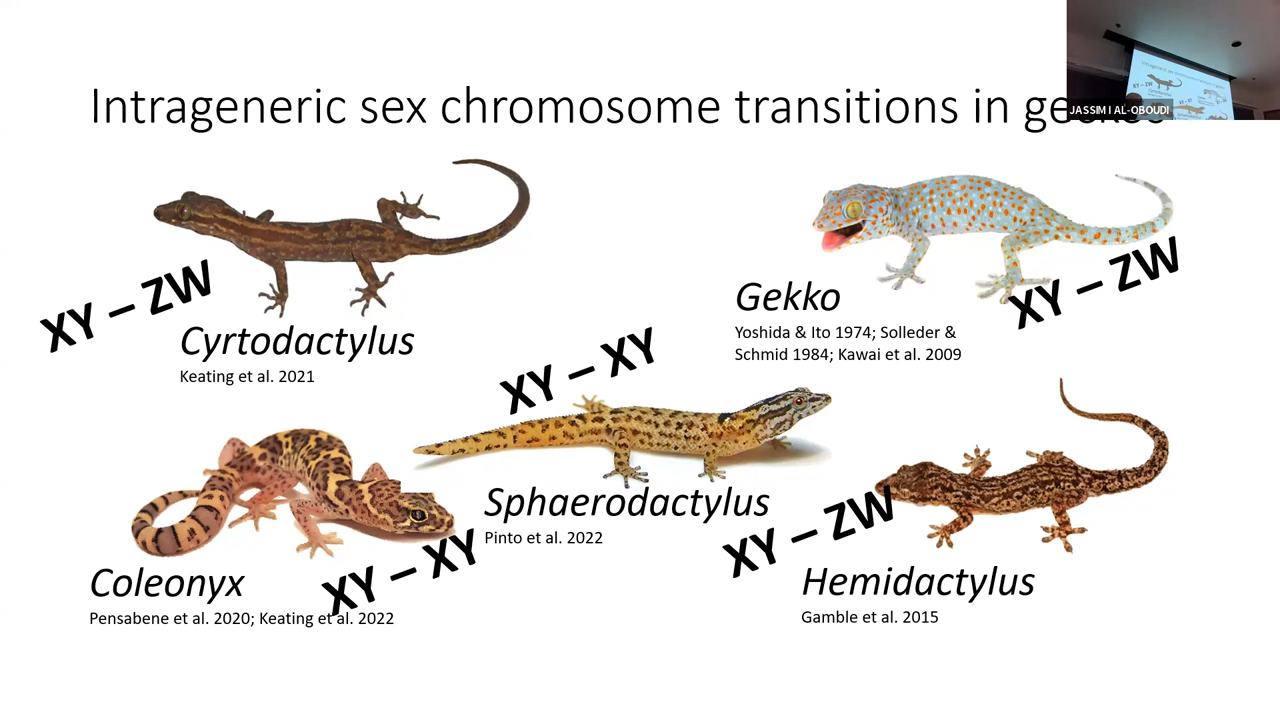 Intrageneric sex chromosome transitions in
JASSIM I AL-OBOUDI
XY – ZW
Cyrtodactylus
Keating et al. 2021
Gekko
Yoshida & Ito 1974; Solleder &
Schmid 1984; Kawai et al. 2009
XY – ZW
XY – XY
Sphaerodactylus
Pinto et al. 2022
Coleonyx
Pensabene et al. 2020; Keating et al. 2022
XY – XY
XY – ZW
Hemidactylus
Gamble et al. 2015